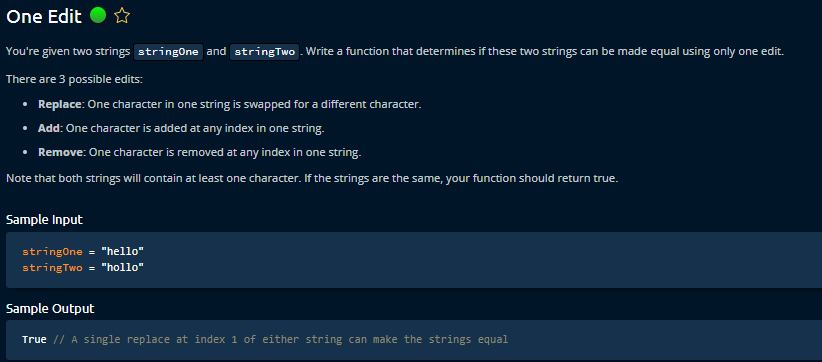 One Edit
You're given two strings stringOne and stringTwo. Write a function that determines if these two strings can be made equal using only one edit.
There are 3 possible edits:
• Replace: One character in one string is swapped for a different character.
• Add: One character is added at any index in one string.
• Remove: One character is removed at any index in one string.
Note that both strings will contain at least one character. If the strings are the same, your function should return true.
Sample Input
stringOne = "hello"
stringTwo = "hollo"
Sample Output
True // A single replace at index 1 of either string can make the strings equal